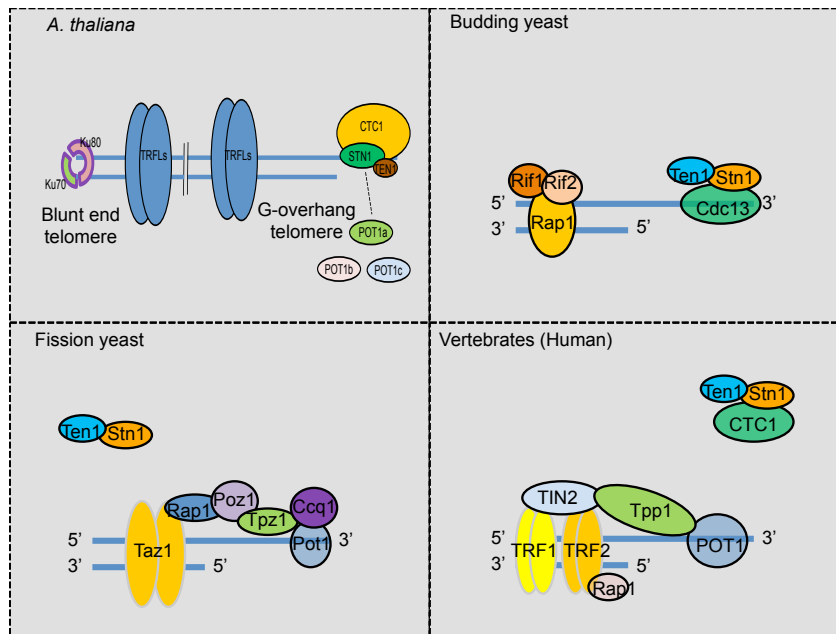 A. thaliana
CTC1
Ku80
TRFLs
TRFLs
STN1
TEN1
Ku70
Blunt end
telomere
G-overhang
telomere
POT1a
POT1b
POT1c
Budding yeast
Rif1
Rif2
Ten1
Stn1
5’
Cdc13
3’
Rap1
3’
5’
Fission yeast
Ten1
Stn1
Rap1
Poz1
Tpz1
Ccq1
5’
Taz1
Pot1
3’
3’
5’
Vertebrates (Human)
Ten1
Stn1
CTC1
TIN2
Tpp1
5’
TRF1
TRF2
POT1
3’
3’
5’
Rap1